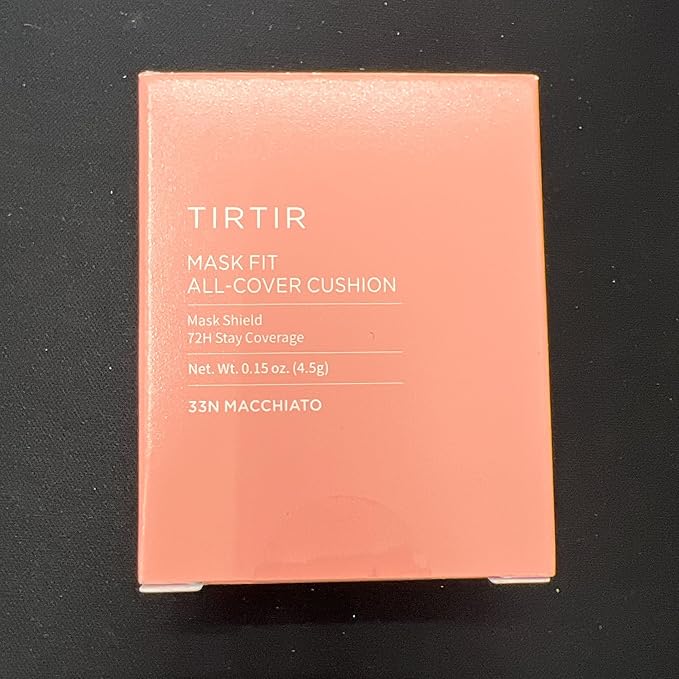 TIRTIR
MASK FIT
ALL-COVER CUSHION
Mask Shield
72H Stay Coverage
Net. Wt. 0.15 oz. (4.5g)
33N MACCHIATO